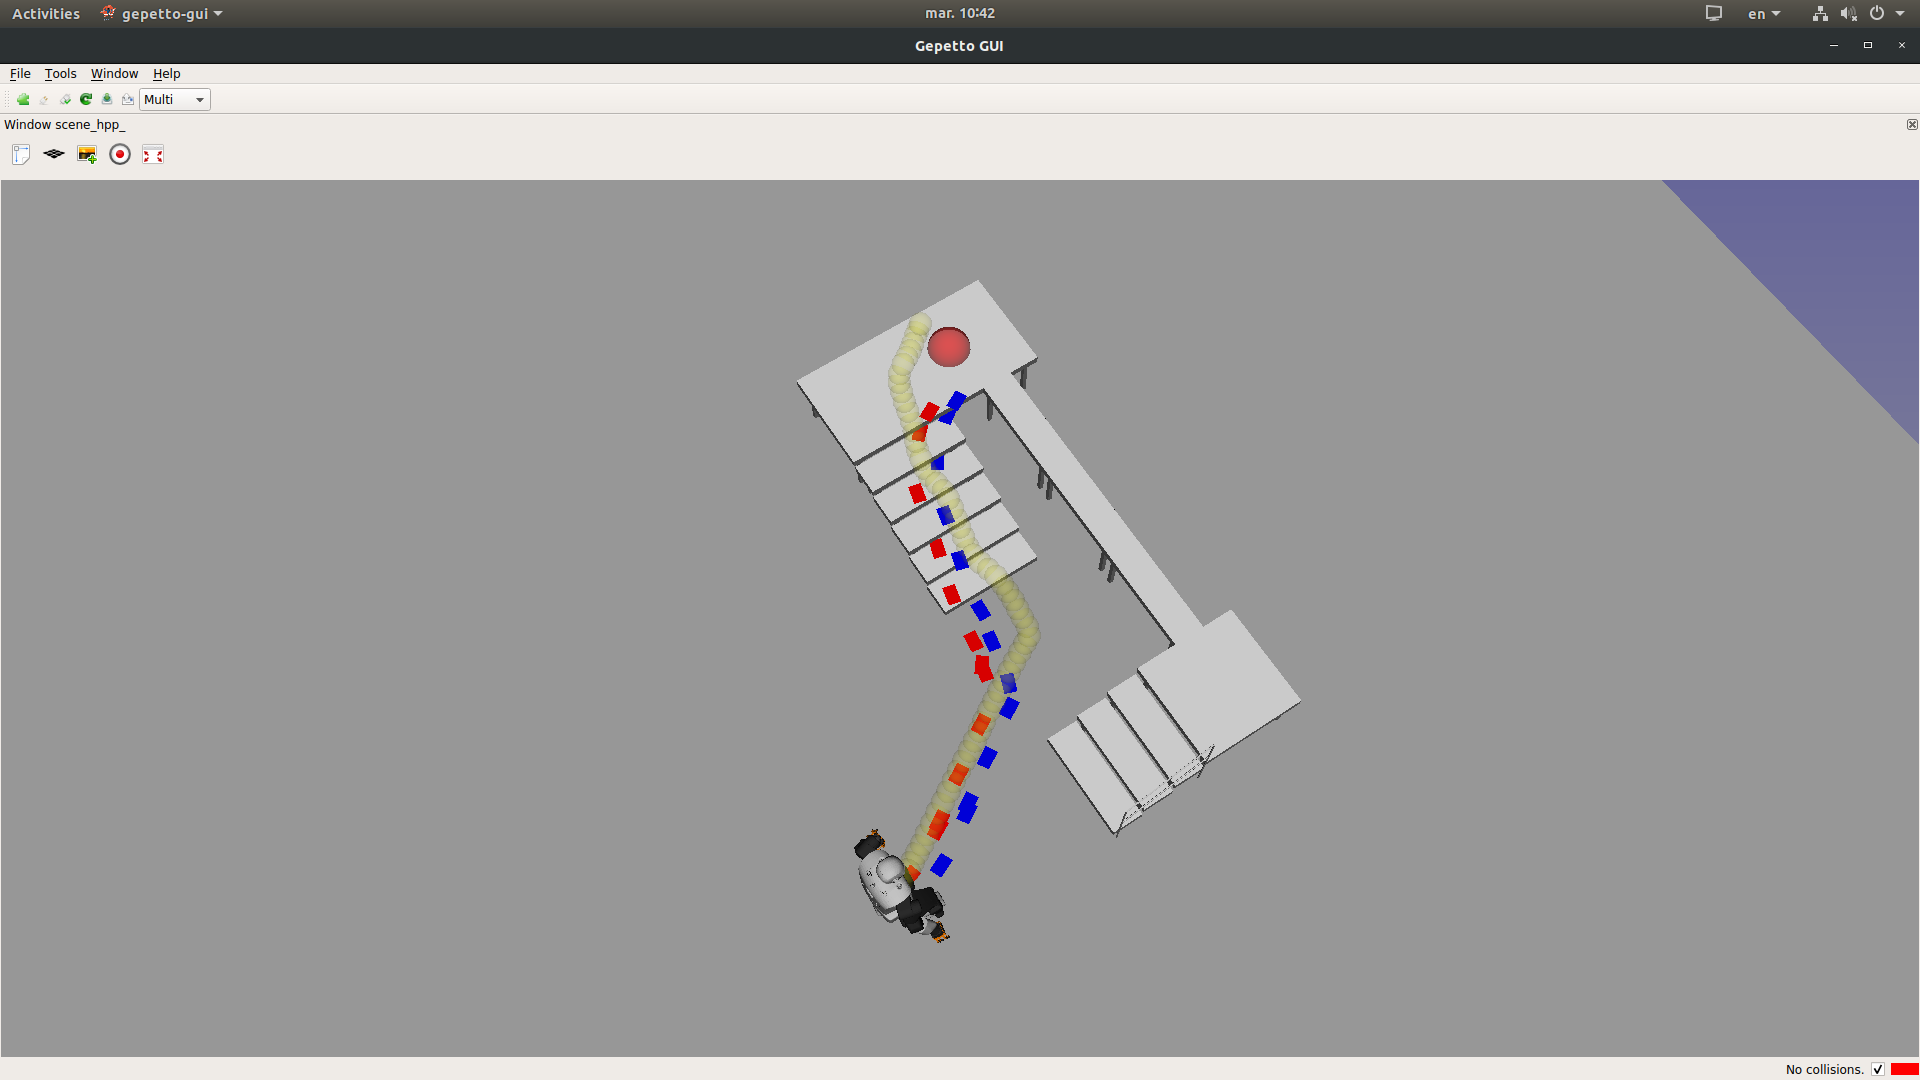 Activities gepetto-gui mar. 10:42 en
Gepetto GUI
File Tools Window Help
Multi
Window scene_hpp_
No collisions.